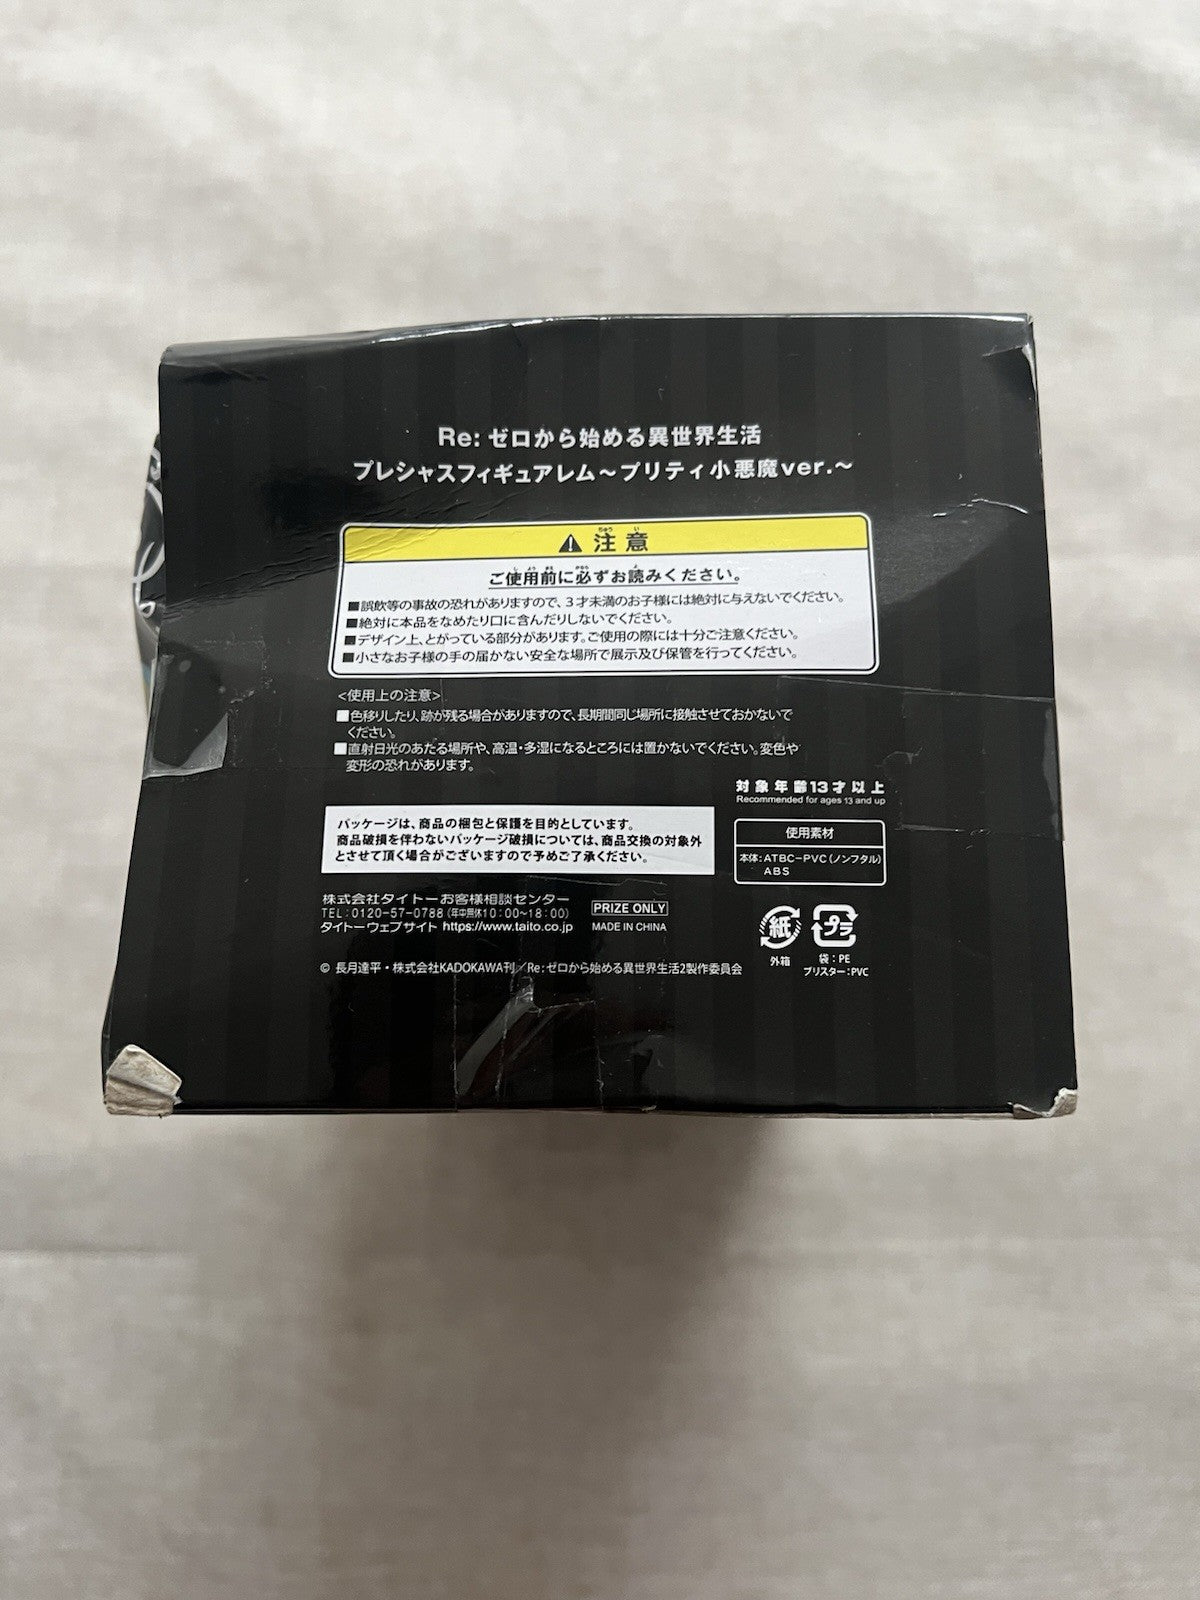 Re: ゼロから始める異世界生活
プレシャスフィギュアレム～プリティ小悪魔ver.～
注意
ご使用前に必ずお読みください。
■誤飲等の事故の恐れがありますので、3才未満のお子様には絶対に与えないでください。
■絶対に本品をなめたり口に含んだりしないでください。
■デザイン上、とがっている部分があります。ご使用の際には十分ご注意ください。
■小さなお子様の手の届かない安全な場所で展示及び保管を行ってください。
<使用上の注意>
■色移りしたり、跡が残る場合がありますので、長期間同じ場所に接触させておかないで
ください。
■直射日光のあたる場所や、高温・多湿になるところには置かないでください。変色や
変形の恐れがあります。
対象年齢13才以上
Recommended for ages 13 and up
パッケージは、商品の梱包と保護を目的としています。
商品破損を伴わないパッケージ破損については、商品交換の対象外
とさせて頂く場合がございますので予めご了承ください。
使用素材
本体:ATBC-PVC(ノンフタル)
ABS
株式会社タイトーお客様相談センター
TEL:0120-57-0788(年中無休10:00~18:00)
タイトーウェブサイト https://www.taito.co.jp
PRIZE ONLY
MADE IN CHINA
紙
外箱
プラ
袋:PE
ブリスター:PVC
© 長月達平・株式会社KADOKAWA刊/Re:ゼロから始める異世界生活2製作委員会